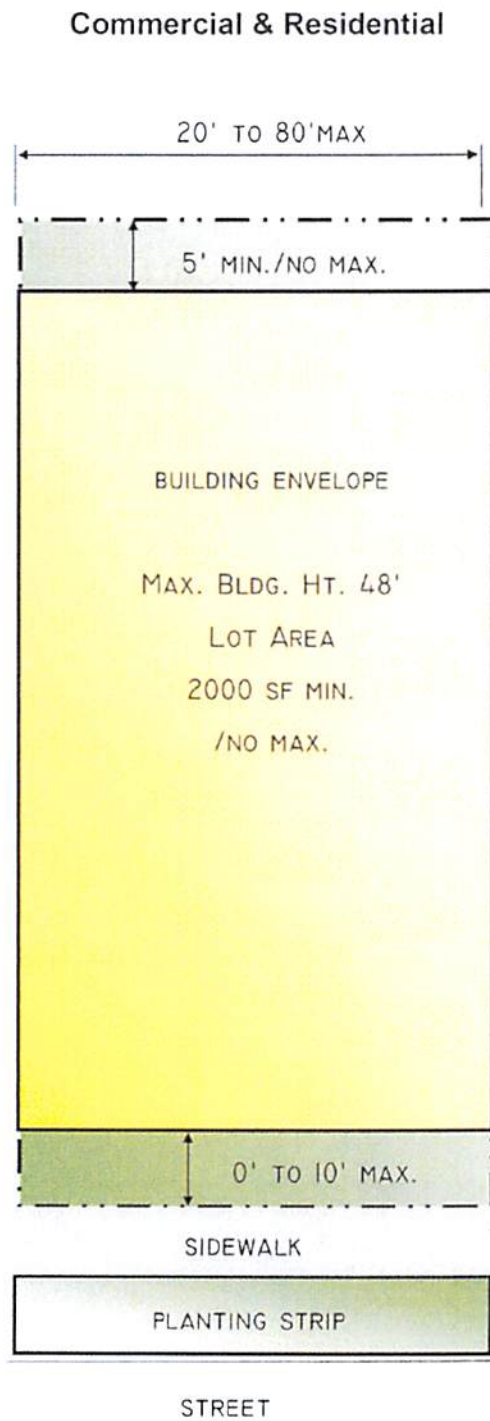 Commercial & Residential
20' TO 80'MAX
5' MIN./NO MAX.
BUILDING ENVELOPE
MAX. BLDG. HT. 48'
LOT AREA
2000 SF MIN.
/NO MAX.
0' TO 10' MAX.
SIDEWALK
PLANTING STRIP
STREET